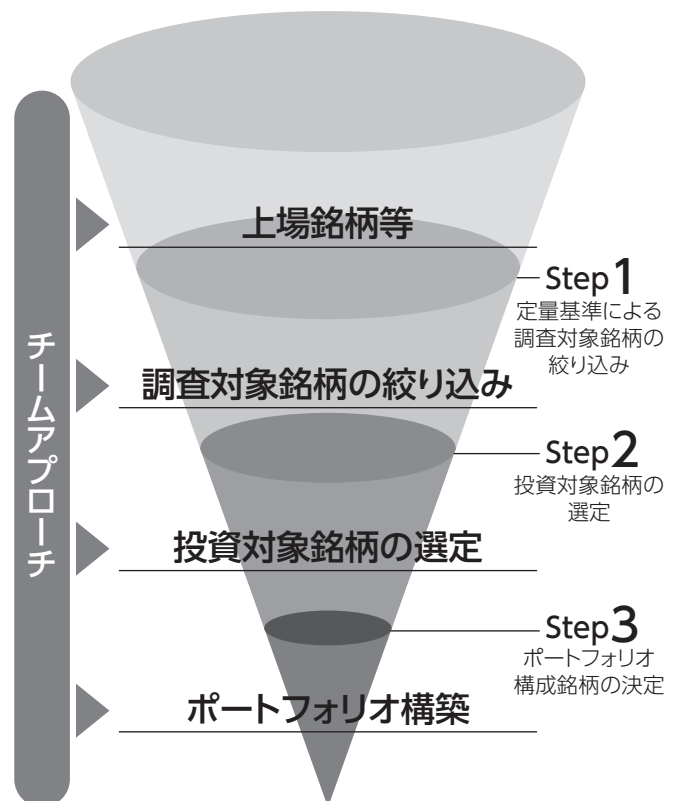 チームアプローチ
上場銘柄等
Step1
定量基準による
調査対象銘柄の
絞り込み
調査対象銘柄の絞り込み
Step2
投資対象銘柄の
選定
投資対象銘柄の選定
Step3
ポートフォリオ
構成銘柄の決定
ポートフォリオ構築